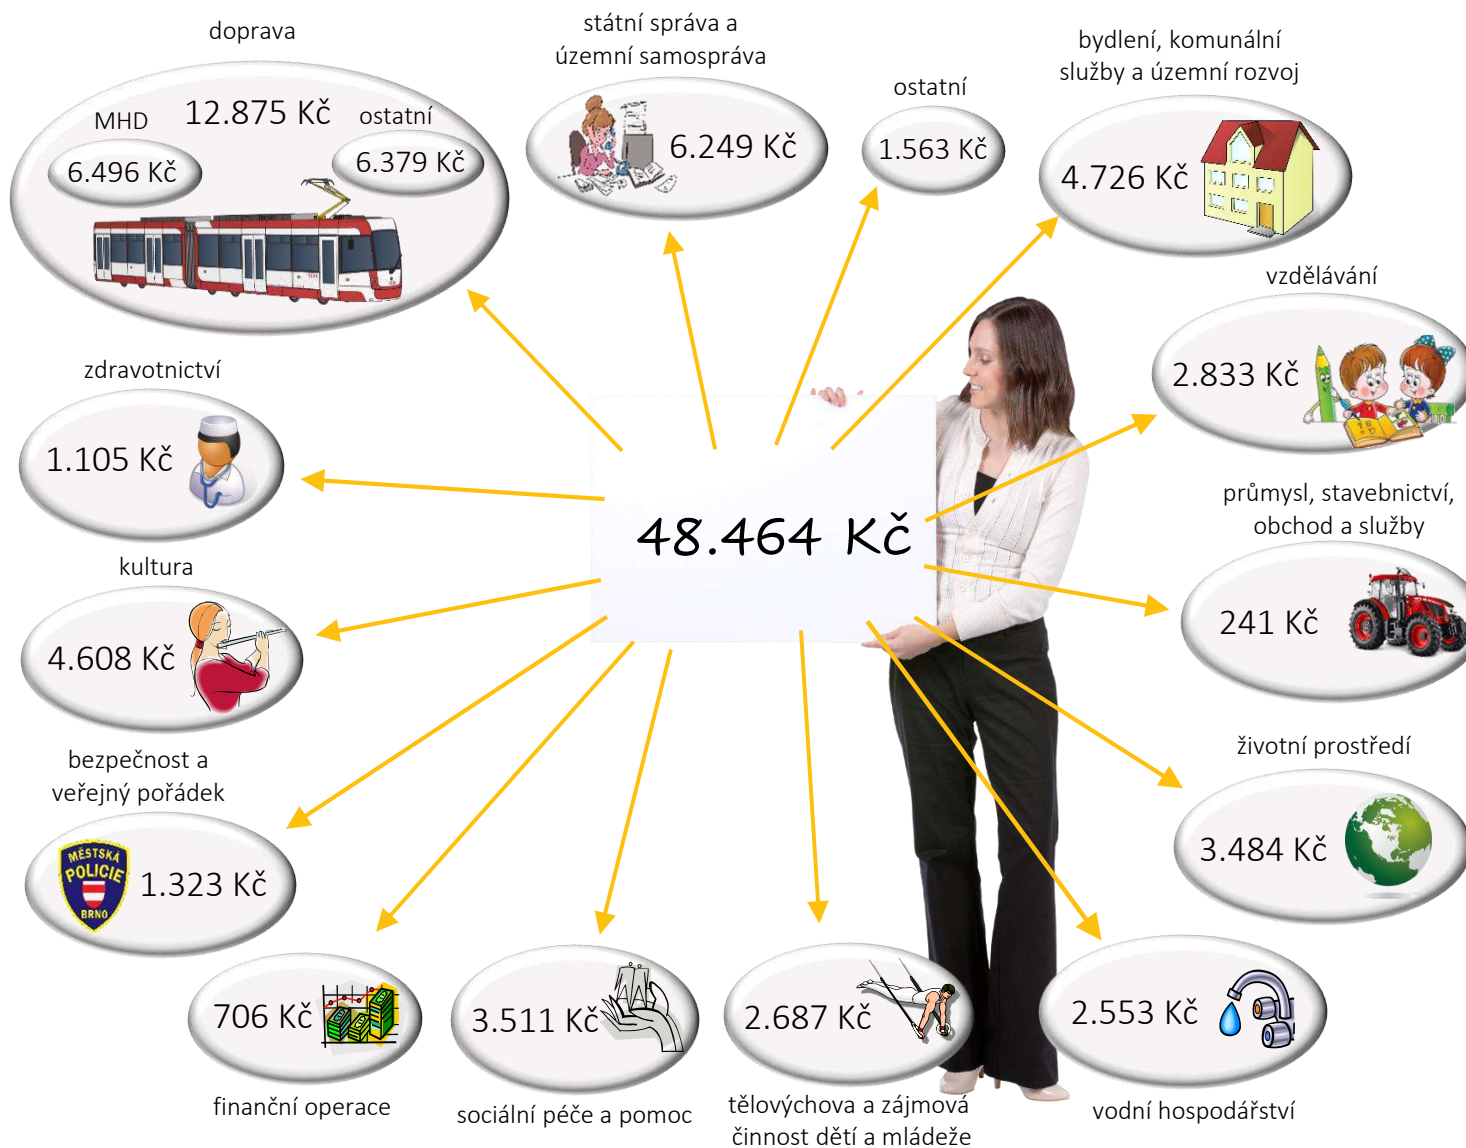 doprava
12.875 Kč
MHD
6.496 Kč
ostatní
6.379 Kč
státní správa a
územní samospráva
6.249 Kč
ostatní
1.563 Kč
bydlení, komunální
služby a územní rozvoj
4.726 Kč
vzdělávání
2.833 Kč
zdravotnictví
1.105 Kč
48.464 Kč
průmysl, stavebnictví,
obchod a služby
241 Kč
kultura
4.608 Kč
životní prostředí
3.484 Kč
bezpečnost a
veřejný pořádek
MĚSTSKÁ
POLICIE
BRNO
1.323 Kč
706 Kč
finanční operace
3.511 Kč
sociální péče a pomoc
2.687 Kč
tělovýchova a zájmová
činnost dětí a mládeže
2.553 Kč
vodní hospodářství